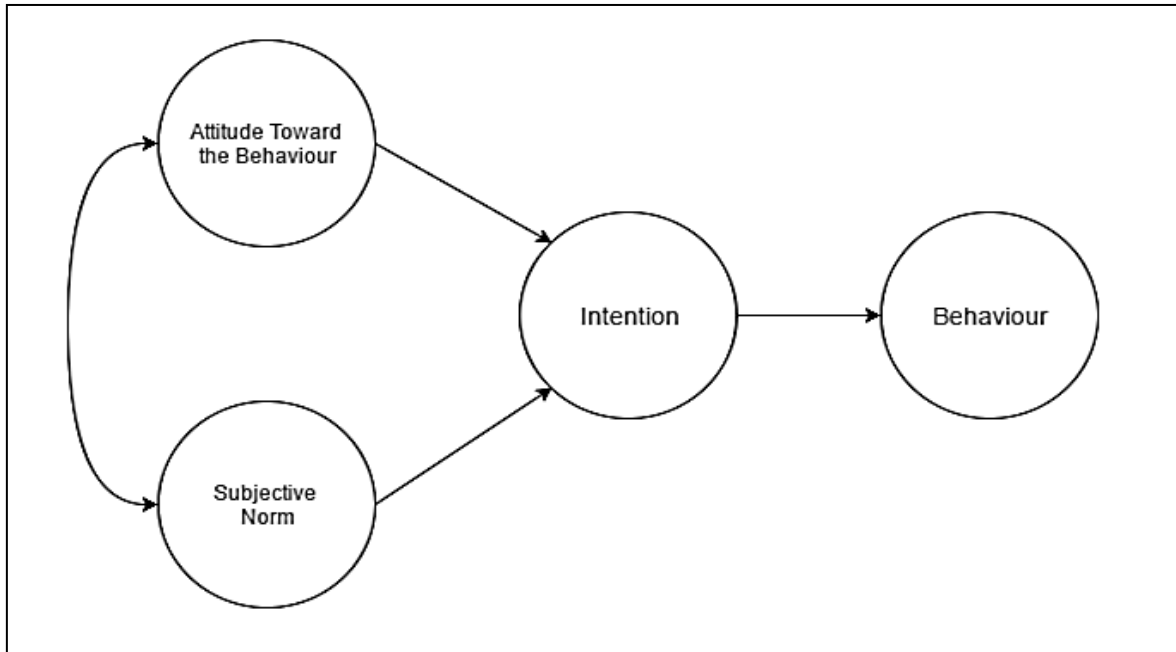 Attitude Toward
the Behaviour
Intention
Behaviour
Subjective
Norm